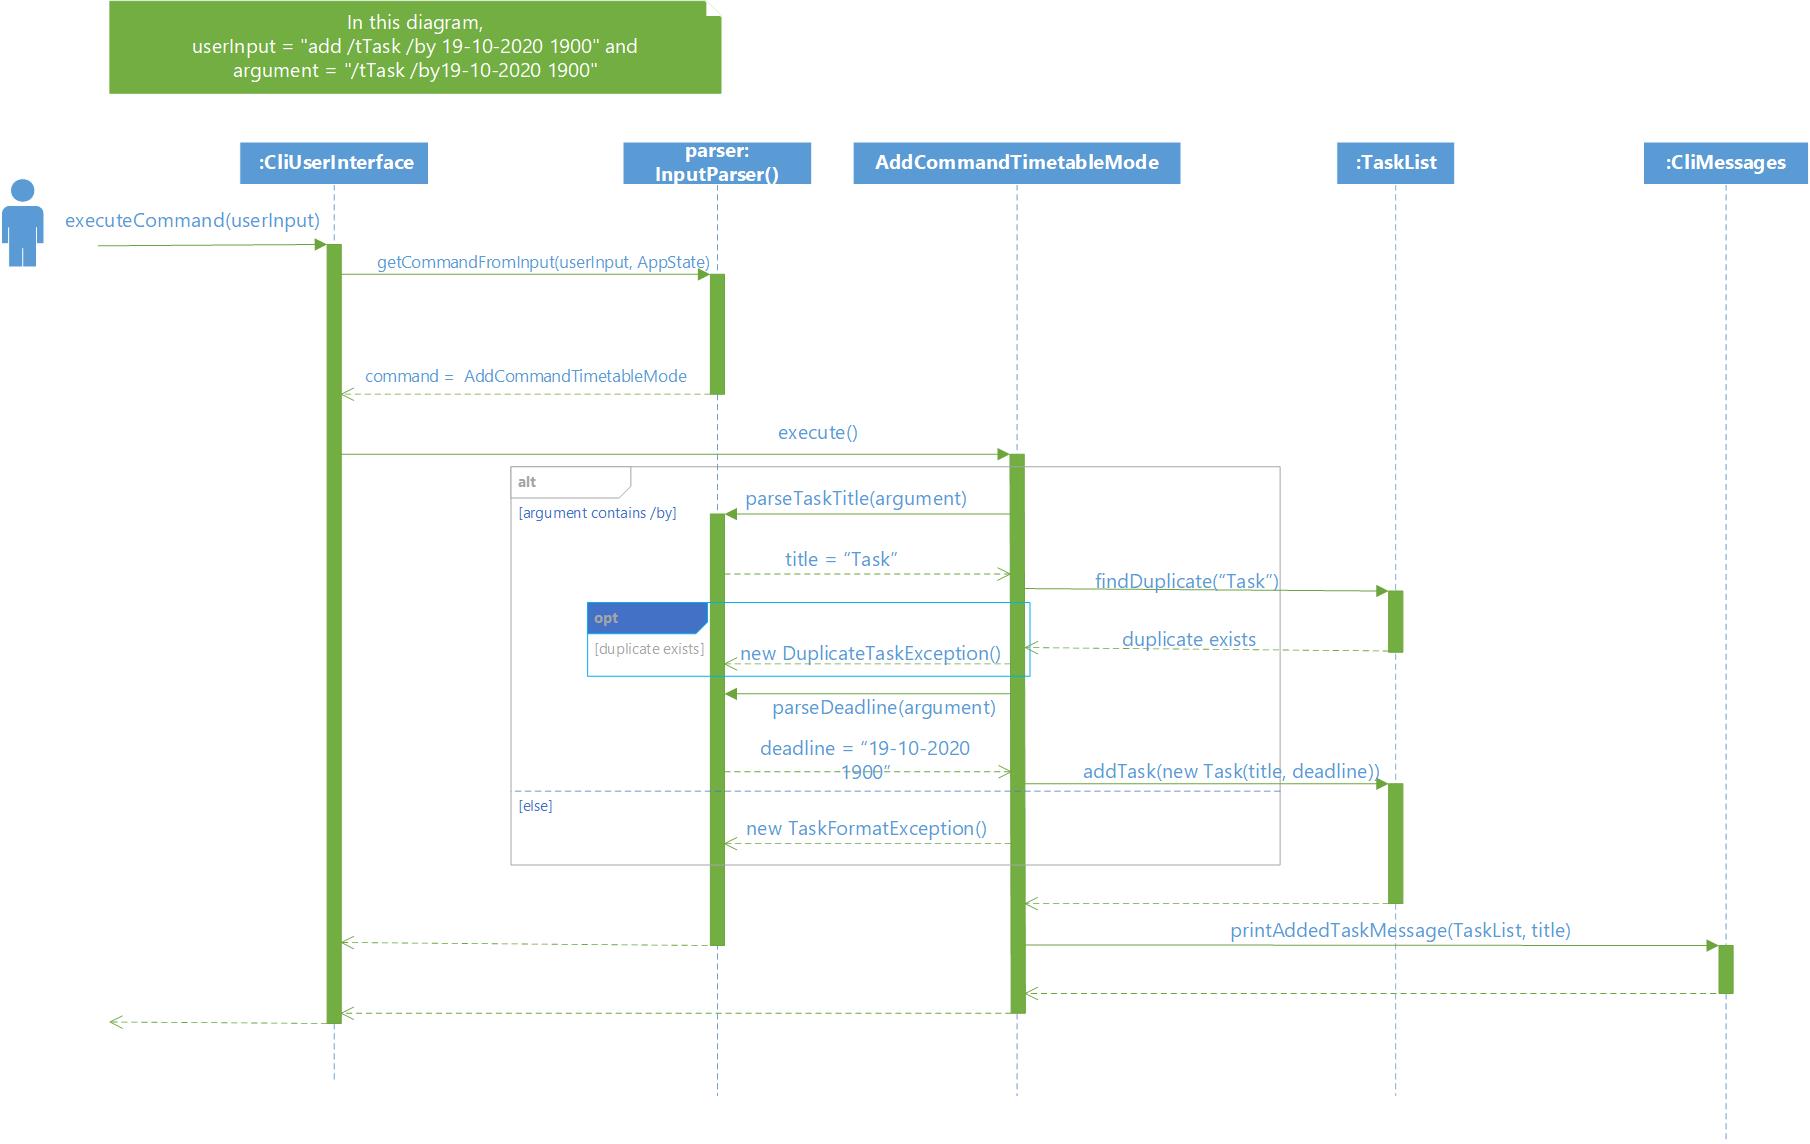 In this diagram,
userInput = "add /tTask /by 19-10-2020 1900" and
argument = "/tTask /by19-10-2020 1900"
:CliUserInterface
parser:
InputParser()
AddCommandTimetableMode
:TaskList
:CliMessages
executeCommand(userInput)
getCommandFromInput(userInput, AppState)
command =  AddCommandTimetableMode
execute()
alt
[argument contains /by]
parseTaskTitle(argument)
title = “Task”
findDuplicate(“Task”)
opt
[duplicate exists]
duplicate exists
new DuplicateTaskException()
parseDeadline(argument)
deadline = “19-10-2020
1900”
addTask(new Task(title, deadline))
[else]
new TaskFormatException()
printAddedTaskMessage(TaskList, title)